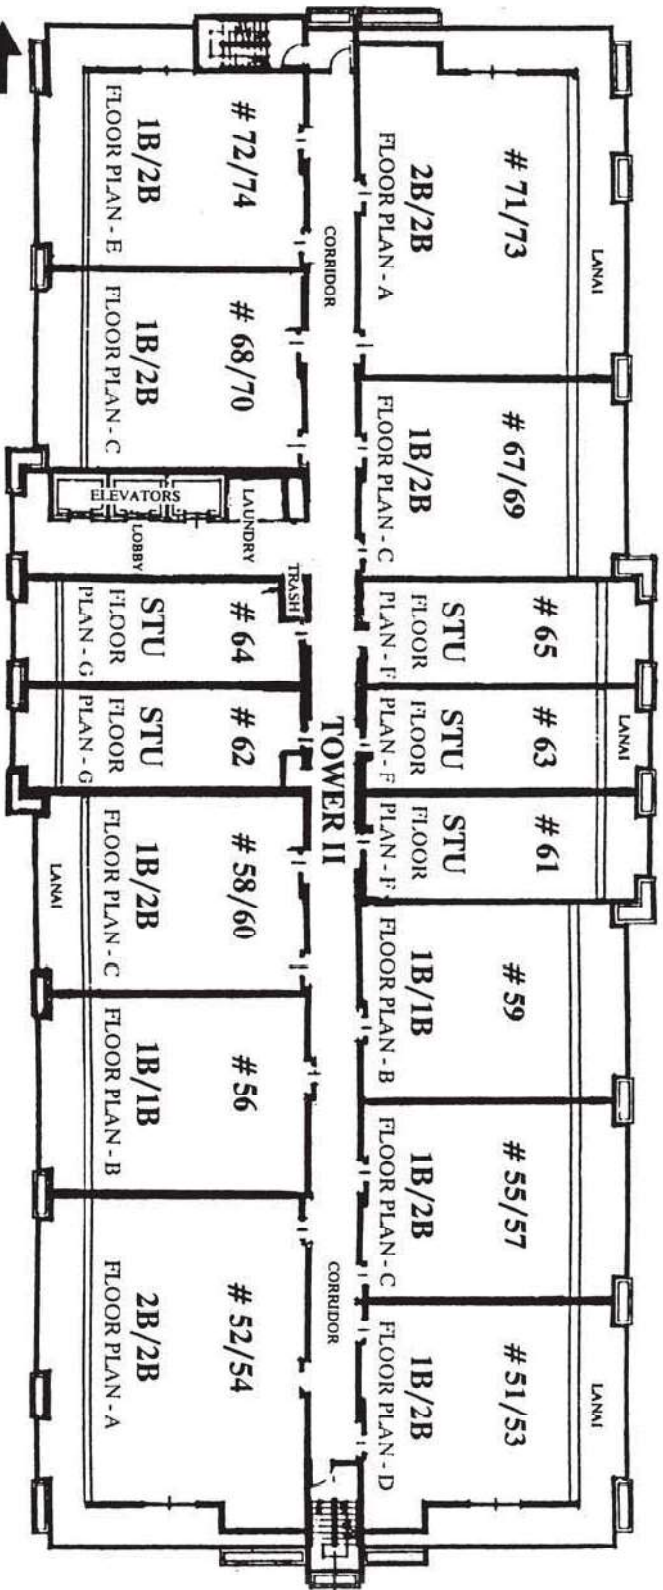 # 71/73
2B/2B
FLOOR PLAN - A
LANAI
# 67/69
1B/2B
FLOOR PLAN - C
# 65
STU
FLOOR
PLAN - F
# 63
STU
FLOOR
PLAN - F
LANAI
# 61
STU
FLOOR
PLAN - F
# 59
1B/1B
FLOOR PLAN - B
# 55/57
1B/2B
FLOOR PLAN - C
# 51/53
1B/2B
FLOOR PLAN - D
LANAI
CORRIDOR
TOWER II
CORRIDOR
# 72/74
1B/2B
FLOOR PLAN - E
# 68/70
1B/2B
FLOOR PLAN - C
ELEVATORS
LAUNDRY
LOBBY
TRASH
# 64
STU
FLOOR
PLAN - G
# 62
STU
FLOOR
PLAN - G
# 58/60
1B/2B
FLOOR PLAN - C
LANAI
# 56
1B/1B
FLOOR PLAN - B
# 52/54
2B/2B
FLOOR PLAN - A